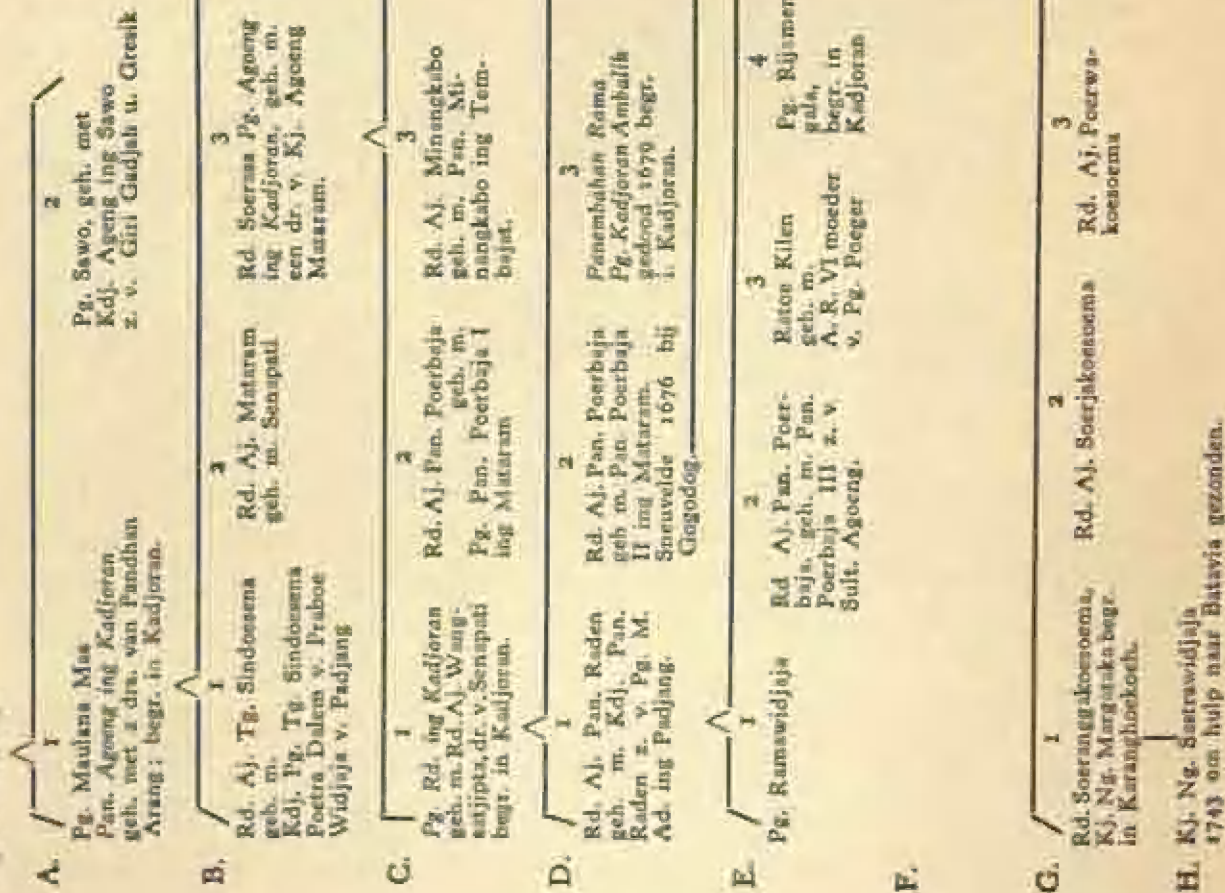 A.
1
Pg. Maulana Mas
Pan. Agoeng ing Kadjoran
geh. met 2 drs. van Pandhan
Arang; begr. in Kadjoran.
2
Pg. Sawo, geh. met
Kdj. Ageng ing Sawo
z. v. Giri Gadjah u. Gresik
B.
1
Rd. Aj. Tg. Sindoesena
geh. m.
Kdj. Pg. Tg. Sindoesena
Poetra Dalem v. Praboe
Widjaja v. Padjang
2
Rd. Aj. Mataram
geh. m. Senapati
3
Rd. Soerasa Pg. Agoeng
ing Kadjoran, geh. m.
een dr. v. Kj. Agoeng
Mataram.
C.
1
Pg. Rd. ing Kadjoran
geh. m. Rd. Aj. Wang-
satjipta, dr. v. Senapati
begr. in Kadjoran.
2
Rd. Aj. Pan. Poerbaja
geh. m.
Pg. Pan. Poerbaja I
ing Mataram
3
Rd. Aj. Minangkabo
geh. m. Pan. Mi-
nangkabo ing Tem-
bajat.
D.
1
Rd. Aj. Pan. Raden
geh. m. Kdj. Pan.
Raden z. v. Pg. M.
Ad. ing Padjang.
2
Rd. Aj. Pan. Poerbaja
geh m. Pan Poerbaja
II ing Mataram.
Sneuvelde 1676 bij
Gogodog.
3
Panembahan Rama
Pg. Kadjoran Ambalik
gedood 1679 begr.
i. Kadjoran.
E.
1
Pg. Ramawidjaja
2
Rd Aj. Pan. Poer-
baja, geh. m. Pan.
Poerbaja III z. v.
Sult. Agoeng.
3
Ratoe Kilen
geh. m.
A. R. VI moeder
v. Pg. Poeger
4
Pg. Rijamen
gala,
begr. in
Kadjoran
F.
G.
1
Rd. Soeranggakoesoema,
Kj. Ng. Margataka begr.
in Karanghoekoeh.
2
Rd. Aj. Soerjakoesoema
3
Rd. Aj. Poerwa-
koesoema
H. Kj. Ng. Sastrawidjaja
1743 om hulp naar Batavia gezonden.